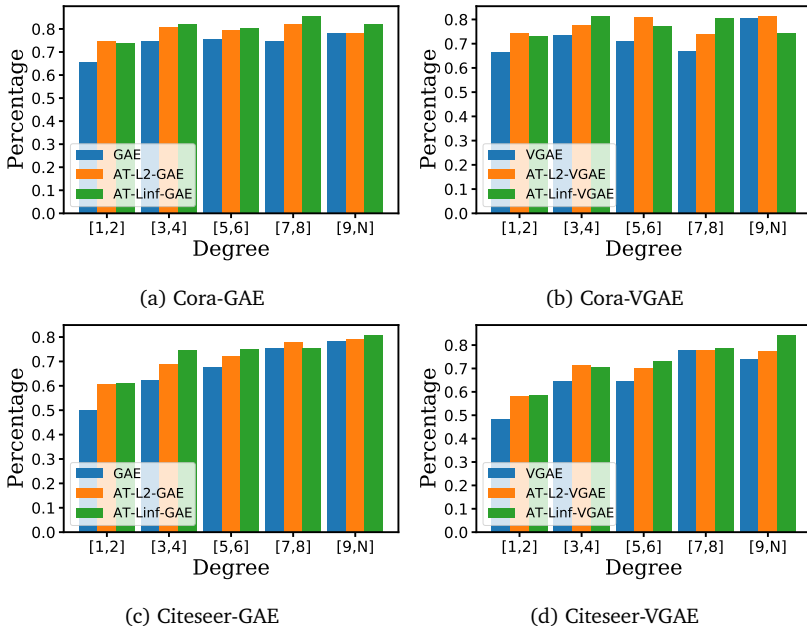 Percentage
0.8
0.7
0.6
0.5
0.4
0.3
0.2
0.1
0.0
GAE
AT-L2-GAE
AT-Linf-GAE
[1,2] [3,4] [5,6] [7,8] [9,N]
Degree
(a) Cora-GAE
Percentage
0.8
0.7
0.6
0.5
0.4
0.3
0.2
0.1
0.0
VGAE
AT-L2-VGAE
AT-Linf-VGAE
[1,2] [3,4] [5,6] [7,8] [9,N]
Degree
(b) Cora-VGAE
Percentage
0.8
0.7
0.6
0.5
0.4
0.3
0.2
0.1
0.0
GAE
AT-L2-GAE
AT-Linf-GAE
[1,2] [3,4] [5,6] [7,8] [9,N]
Degree
(c) Citeseer-GAE
Percentage
0.8
0.7
0.6
0.5
0.4
0.3
0.2
0.1
0.0
VGAE
AT-L2-VGAE
AT-Linf-VGAE
[1,2] [3,4] [5,6] [7,8] [9,N]
Degree
(d) Citeseer-VGAE